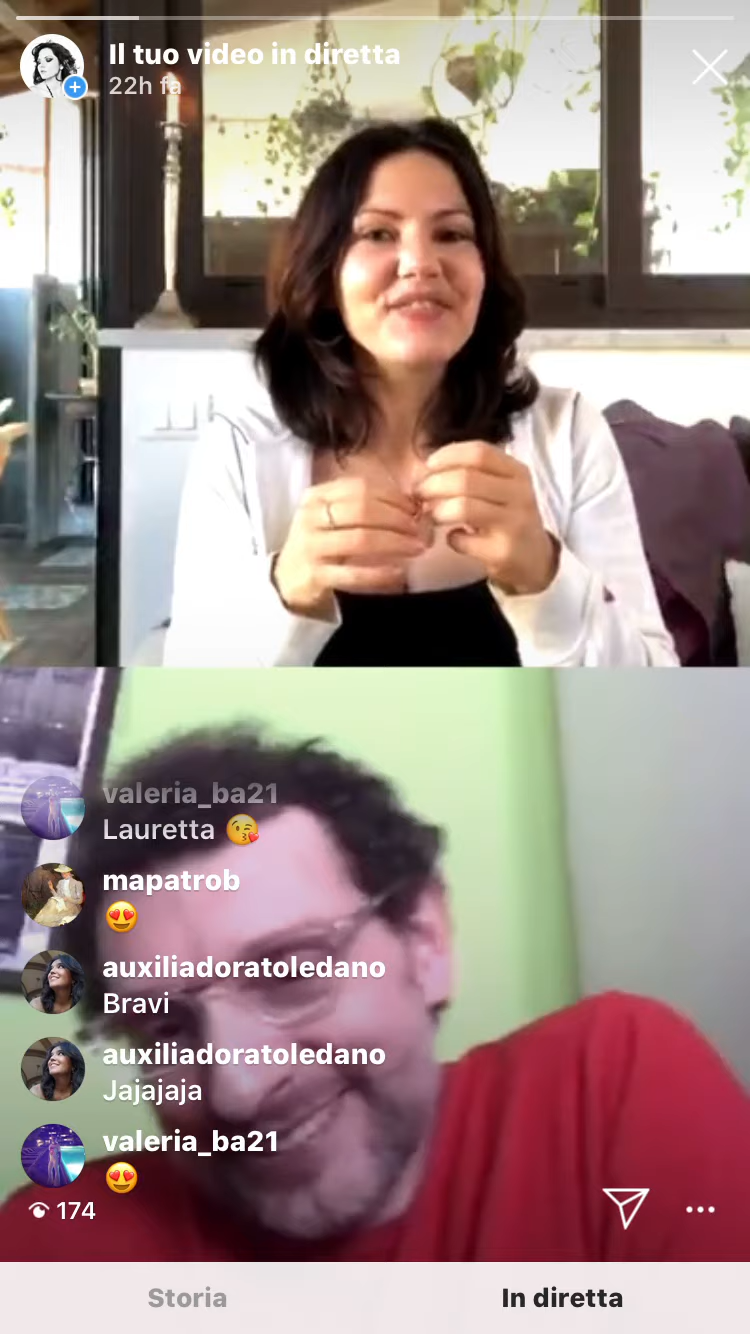 Il tuo video in diretta
22h fa
valeria_ba21
Lauretta 😘
mapatrob
😍
auxiliadoratoledano
Bravi
auxiliadoratoledano
Jajajaja
valeria_ba21
😍
174
Storia
In diretta